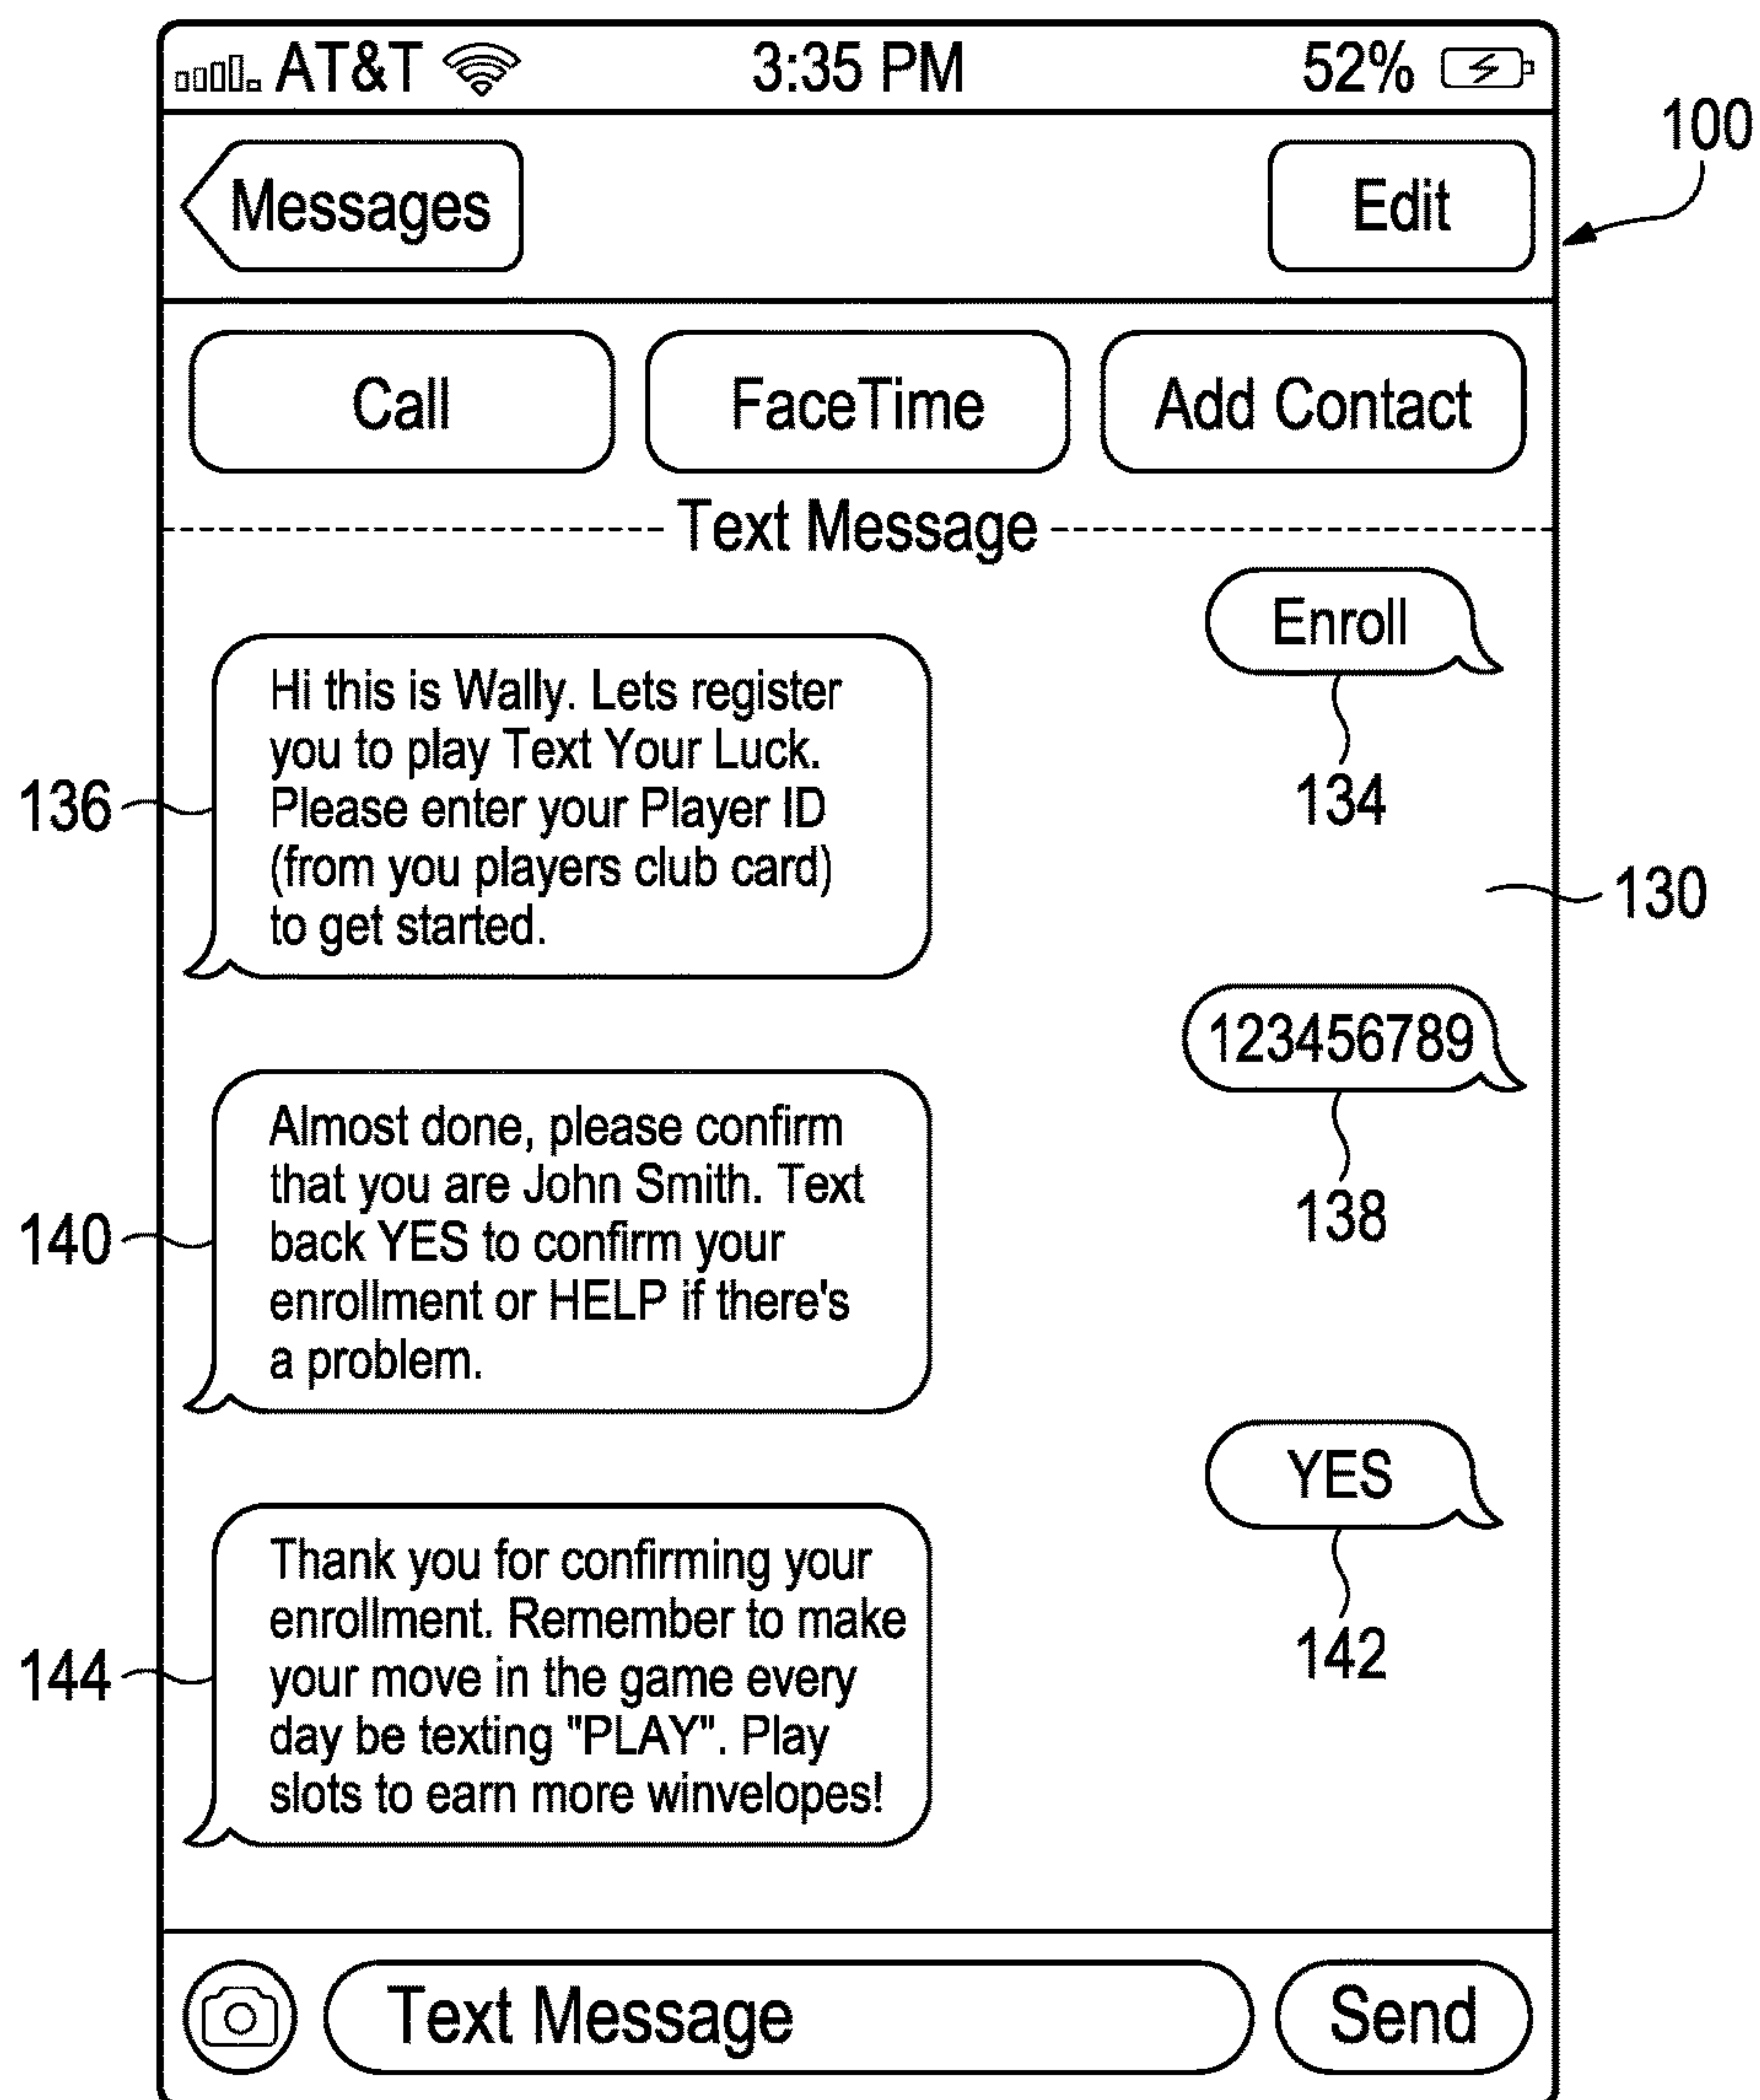 AT&T 3:35 PM 52%
100
Messages Edit
Call FaceTime Add Contact
Text Message
Enroll
134
Hi this is Wally. Lets register
you to play Text Your Luck.
Please enter your Player ID
(from you players club card)
to get started.
136
130
123456789
138
Almost done, please confirm
that you are John Smith. Text
back YES to confirm your
enrollment or HELP if there's
a problem.
140
YES
142
Thank you for confirming your
enrollment. Remember to make
your move in the game every
day be texting "PLAY". Play
slots to earn more winvelopes!
144
Text Message Send